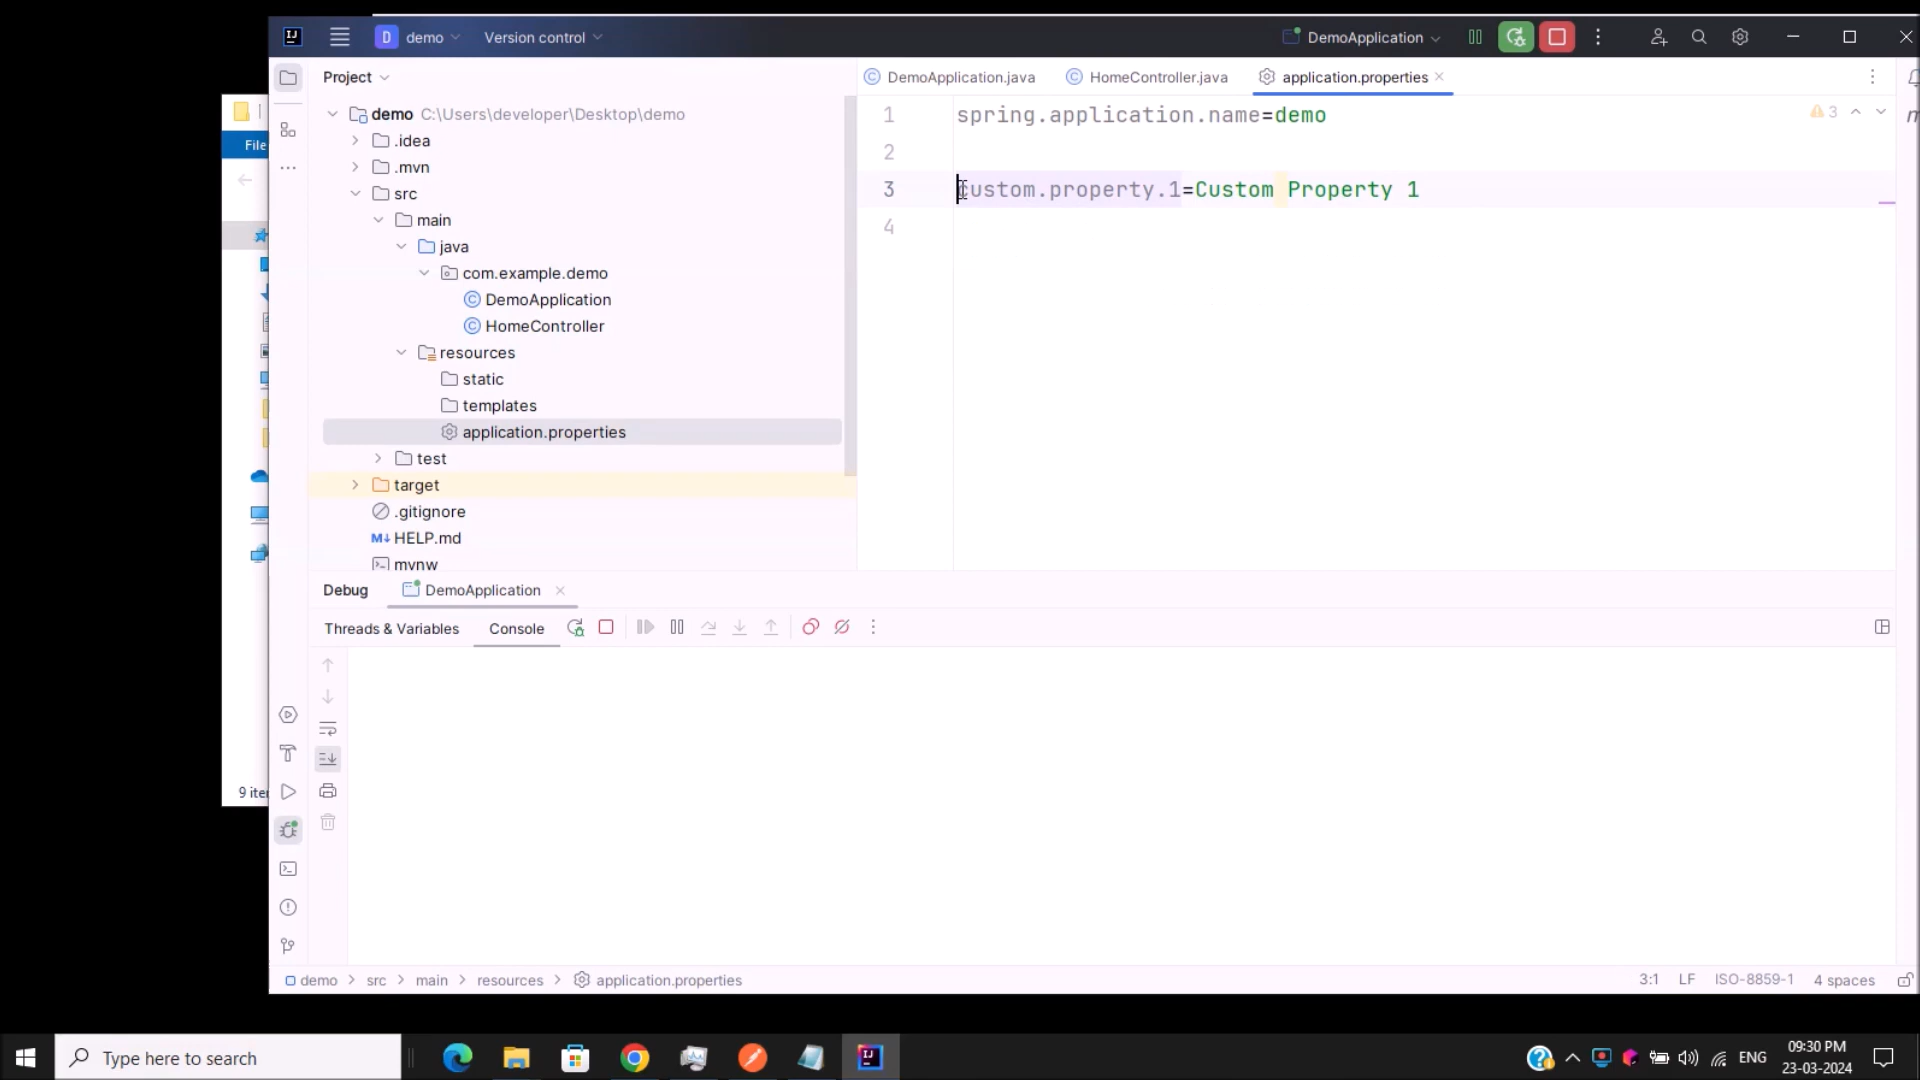 D demo Version control
DemoApplication
File
9 iter
Project
demo C:\Users\developer\Desktop\demo
.idea
.mvn
src
main
java
com.example.demo
DemoApplication
HomeController
resources
static
templates
application.properties
test
target
.gitignore
HELP.md
mvnw
DemoApplication.java HomeController.java application.properties
1 spring.application.name=demo
2
3 custom.property.1=Custom Property 1
4
3
Debug DemoApplication
Threads & Variables Console
demo > src > main > resources > application.properties
3:1 LF ISO-8859-1 4 spaces
Type here to search
ENG
09:30 PM
23-03-2024